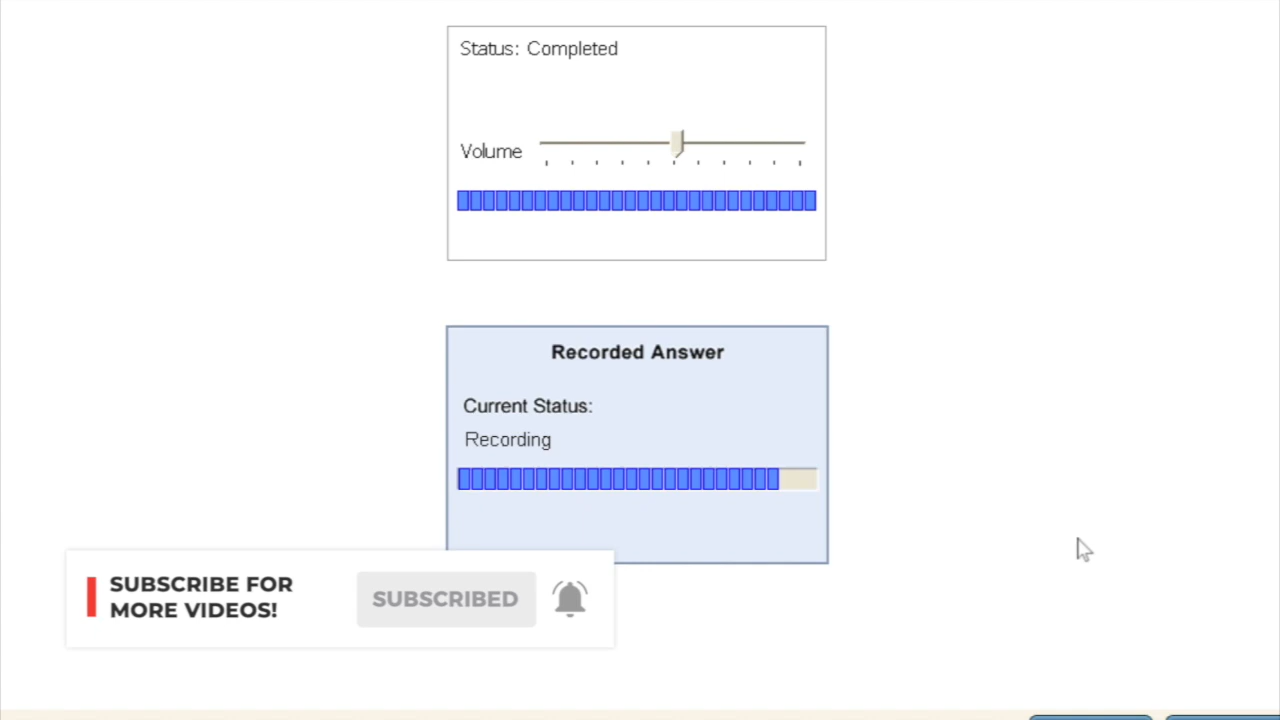 Status: Completed
Volume
Recorded Answer
Current Status:
Recording
SUBSCRIBE FOR
MORE VIDEOS!
SUBSCRIBED